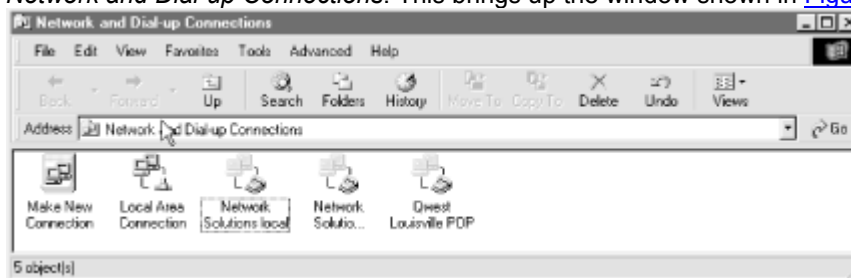 Network and Dial-up Connections. This brings up the window shown in Figu
Network and Dial-up Connections
File Edit View Favorites Tools Advanced Help
Back Forward Up Search Folders History Move To Copy To Delete Undo Views
Address Network and Dial-up Connections Go
Make New Connection
Local Area Connection
Network Solutions local
Network Solutio...
Qwest Louisville PDP
5 object(s)